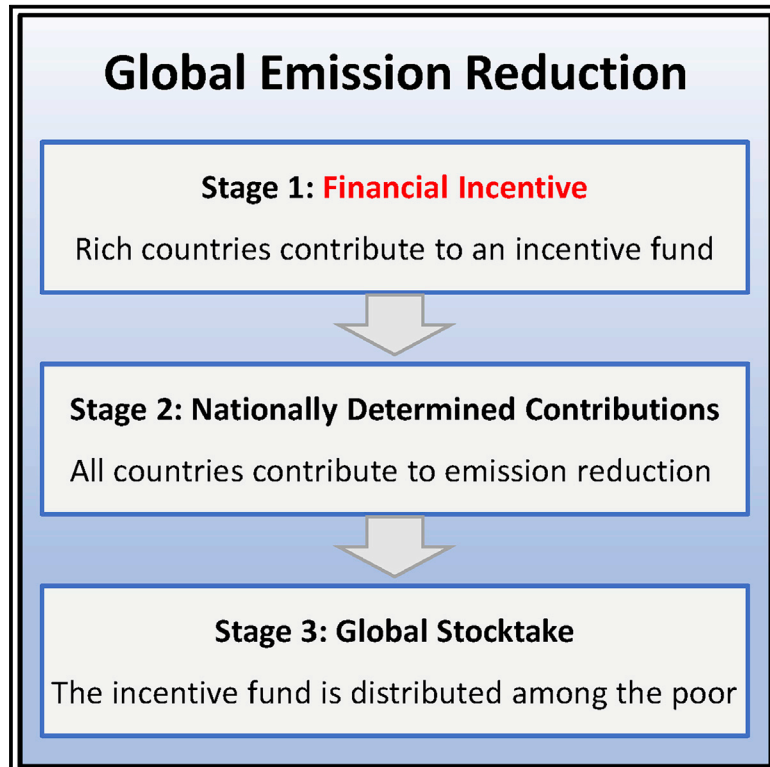 Global Emission Reduction
Stage 1: Financial Incentive
Rich countries contribute to an incentive fund
Stage 2: Nationally Determined Contributions
All countries contribute to emission reduction
Stage 3: Global Stocktake
The incentive fund is distributed among the poor